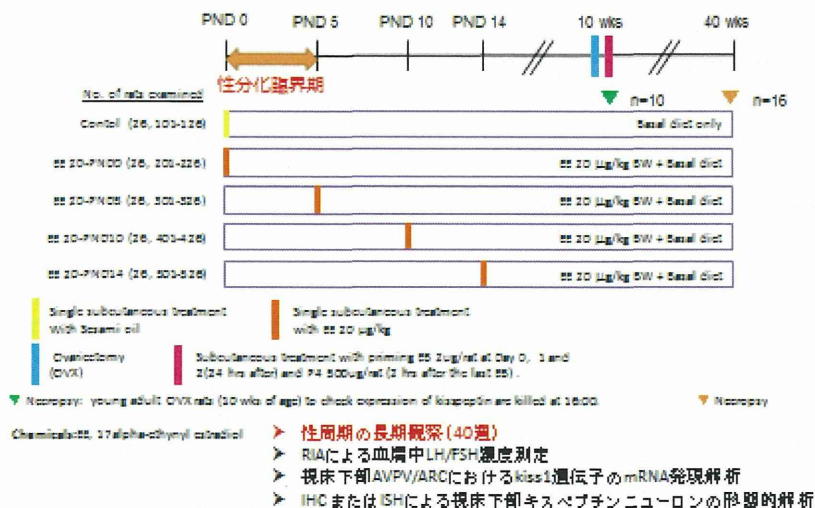 PND 0 PND 5 PND 10 PND 14 10 wks 40 wks
性分化臨界期
No. of rats examined
n=10 n=16
Contoll (26, 101-126) Basal diet only
EE 20-PND0 (26, 201-226) EE 20 μg/kg BW + Basal diet
EE 20-PND5 (26, 301-326) EE 20 μg/kg BW + Basal diet
EE 20-PND10 (26, 401-426) EE 20 μg/kg BW + Basal diet
EE 20-PND14 (26, 501-526) EE 20 μg/kg BW + Basal diet
Single subcutaneous treatment
With Sesami oil
Single subcutaneous treatment
with EE 20 μg/kg
Ovariectomy
(OVX)
Subcutaneous treatment with priming EB 2ug/rat at Day 0, 1 and
2(24 hrs after) and P4 500ug/rat (2 hrs after the last EB) .
Necropsy: young adult OVX rats (10 wks of age) to check expression of kisspeptin are killed at 16:00.
Necropsy
Chemicals:EE, 17alpha-ethynyl estradiol
➤ 性周期の長期観察(40週)
➤ RIAによる血漿中LH/FSH濃度測定
➤ 視床下部AVPV/ARCにおけるkiss1遺伝子のmRNA発現解析
➤ IHCまたはISHによる視床下部キスペプチンニューロンの形態的解析